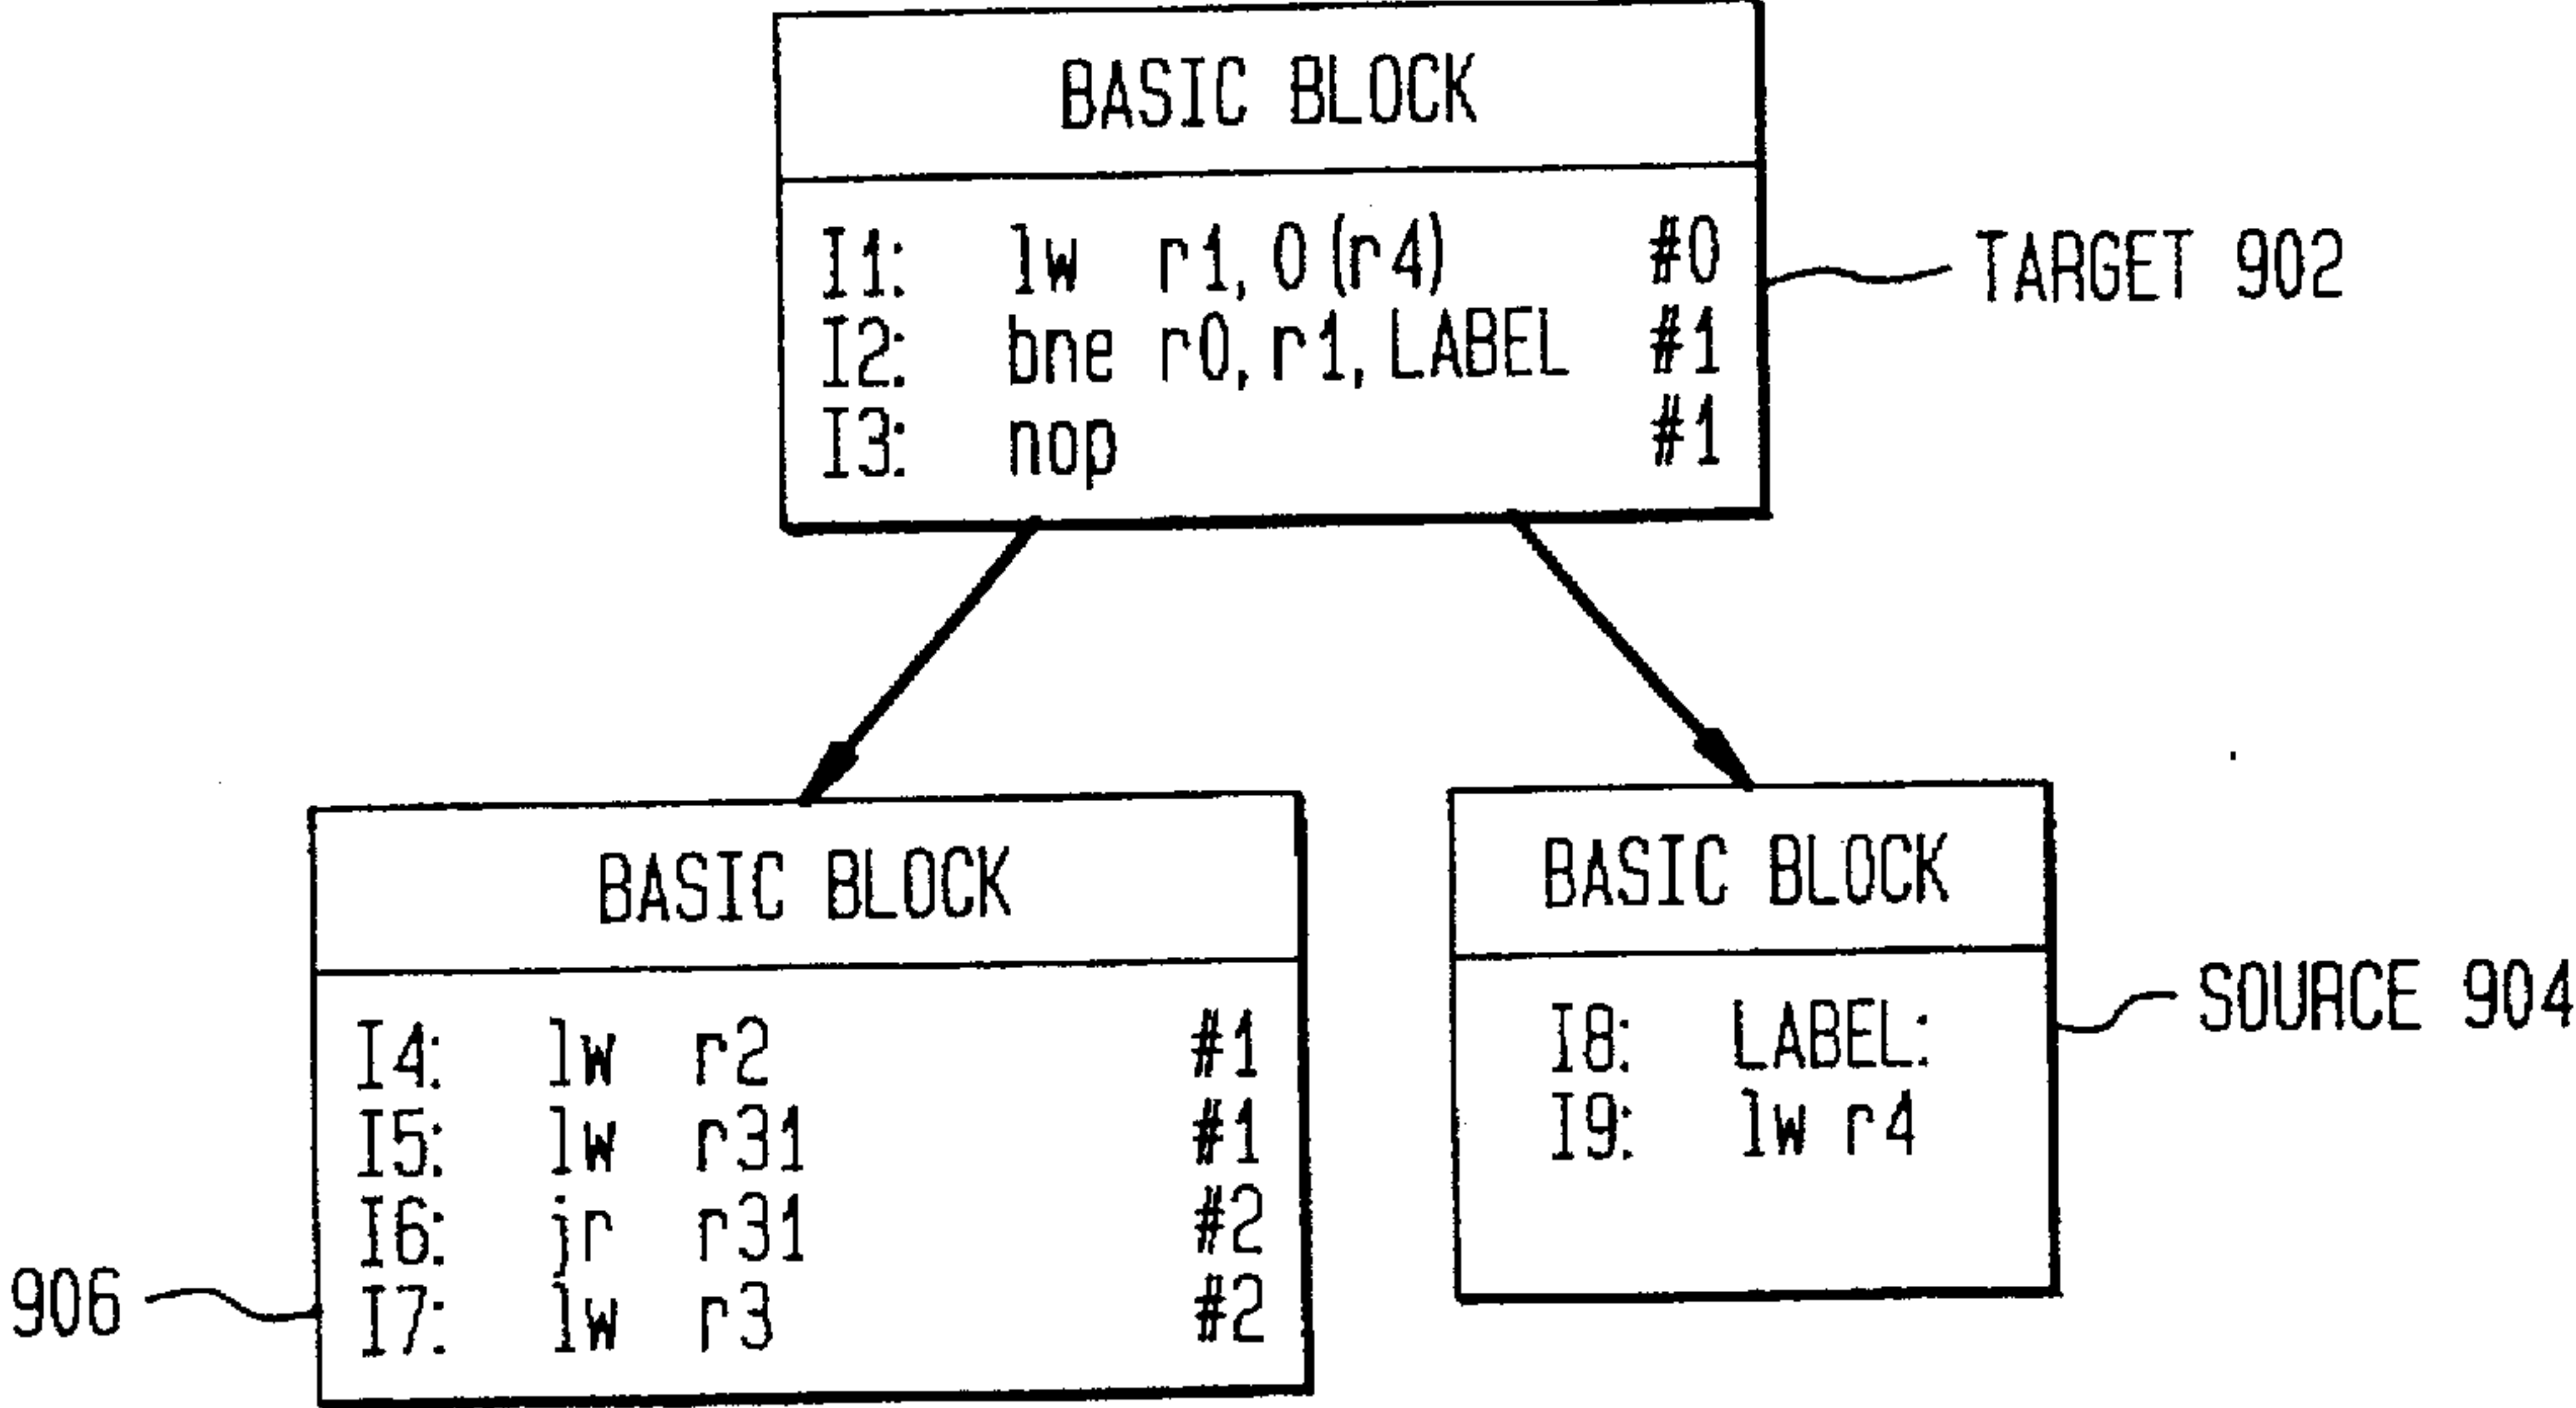 BASIC BLOCK
I1: lw r1, 0 (r4) #0
I2: bne r0, r1, LABEL #1
I3: nop #1
TARGET 902
BASIC BLOCK
I4: lw r2 #1
I5: lw r31 #1
I6: jr r31 #2
I7: lw r3 #2
906
BASIC BLOCK
I8: LABEL:
I9: lw r4
SOURCE 904